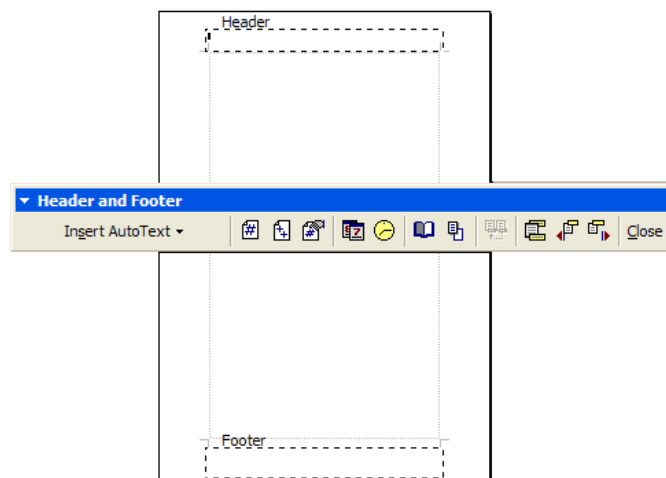 Header
Header and Footer
Insert AutoText
Close
Footer